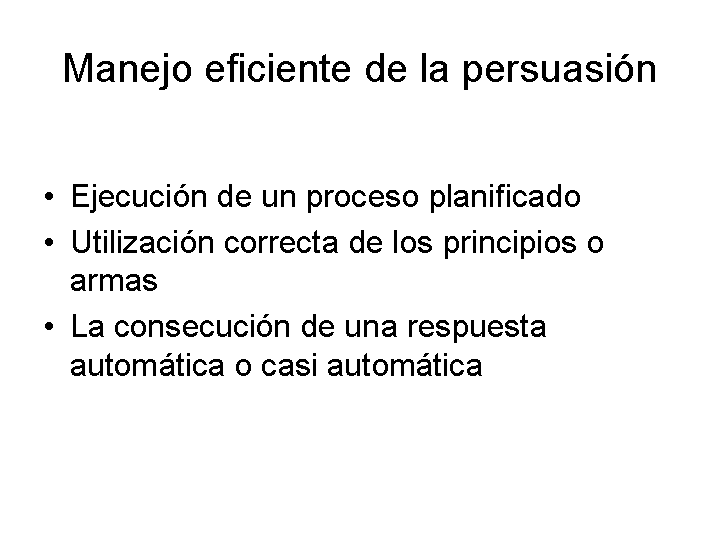 Manejo eficiente de la persuasión
• Ejecución de un proceso planificado
• Utilización correcta de los principios o
armas
• La consecución de una respuesta
automática o casi automática